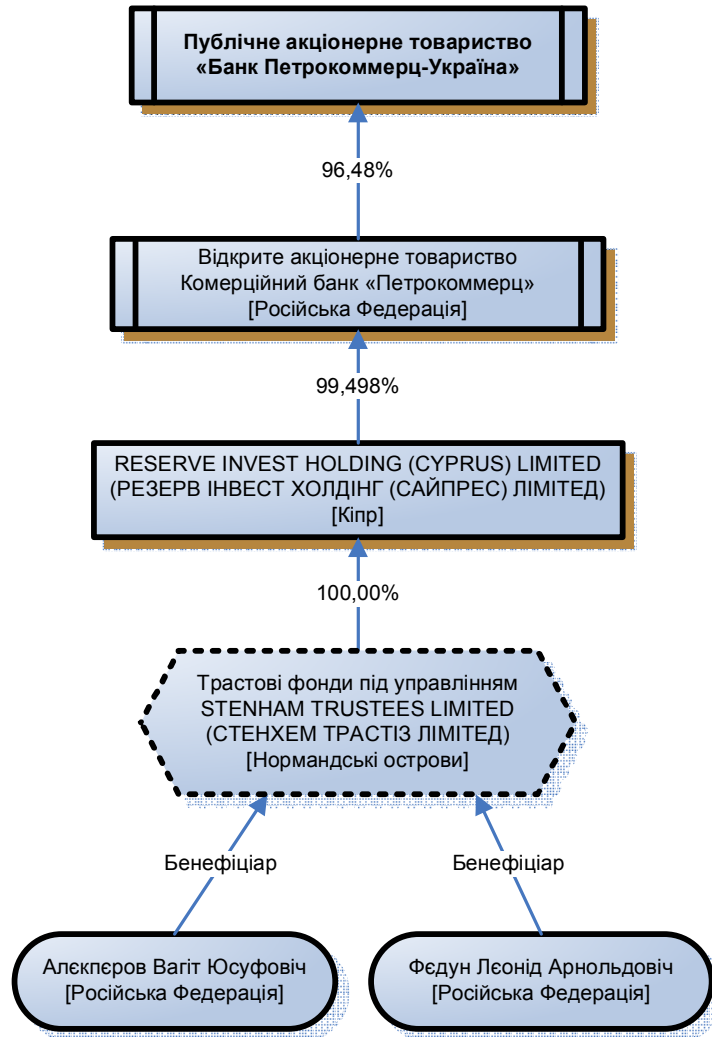 Публічне акціонерне товариство
«Банк Петрокоммерц-Україна»
96,48%
Відкрите акціонерне товариство
Комерційний банк «Петрокоммерц»
[Російська Федерація]
99,498%
RESERVE INVEST HOLDING (CYPRUS) LIMITED
(РЕЗЕРВ ІНВЕСТ ХОЛДІНГ (САЙПРЕС) ЛІМІТЕД)
[Кіпр]
100,00%
Трастові фонди під управлінням
STENHAM TRUSTEES LIMITED
(СТЕНХЕМ ТРАСТІЗ ЛІМІТЕД)
[Нормандські острови]
Бенефіціар
Бенефіціар
Алєкпєров Вагіт Юсуфовіч
[Російська Федерація]
Фєдун Лєонід Арнольдовіч
[Російська Федерація]